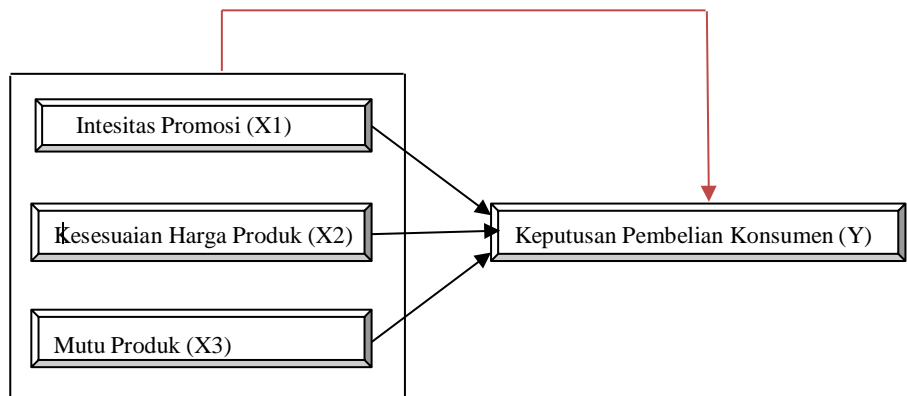 Intesitas Promosi (X1)
Kesesuaian Harga Produk (X2)
Keputusan Pembelian Konsumen (Y)
Mutu Produk (X3)